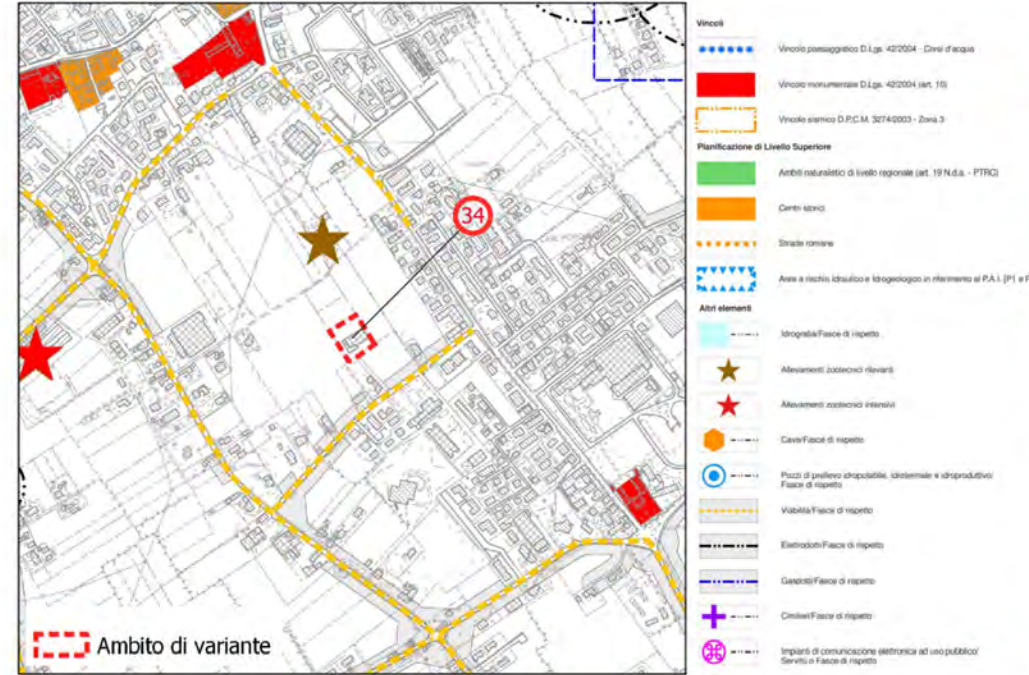 34
Ambito di variante
Vincoli
Vincolo paesaggistico D.Lgs. 42/2004 - Corsi d'acqua
Vincolo monumentale D.Lgs. 42/2004 (art. 10)
Vincolo sismico O.P.C.M. 3274/2003 - Zona 3
Planificazione di Livello Superiore
Ambiti naturalistici di livello regionale (art. 19 N.d.a. - PTRC)
Centri storici
Strade romane
Area a rischio idraulico e idrogeologico in riferimento al P.A.I. [P1 e P
Altri elementi
Idrografia/Fasce di rispetto
Allevamenti zootecnici rilevanti
Allevamenti zootecnici intensivi
Cava/Fasce di rispetto
Pozzi di prelievo idropotabile, idrotermale e idroproduttivo/
Fasce di rispetto
Viabilità/Fasce di rispetto
Elettrodotti/Fasce di rispetto
Gasdotti/Fasce di rispetto
Cimiteri/Fasce di rispetto
Impianti di comunicazione elettronica ad uso pubblico/
Servitù o Fasce di rispetto